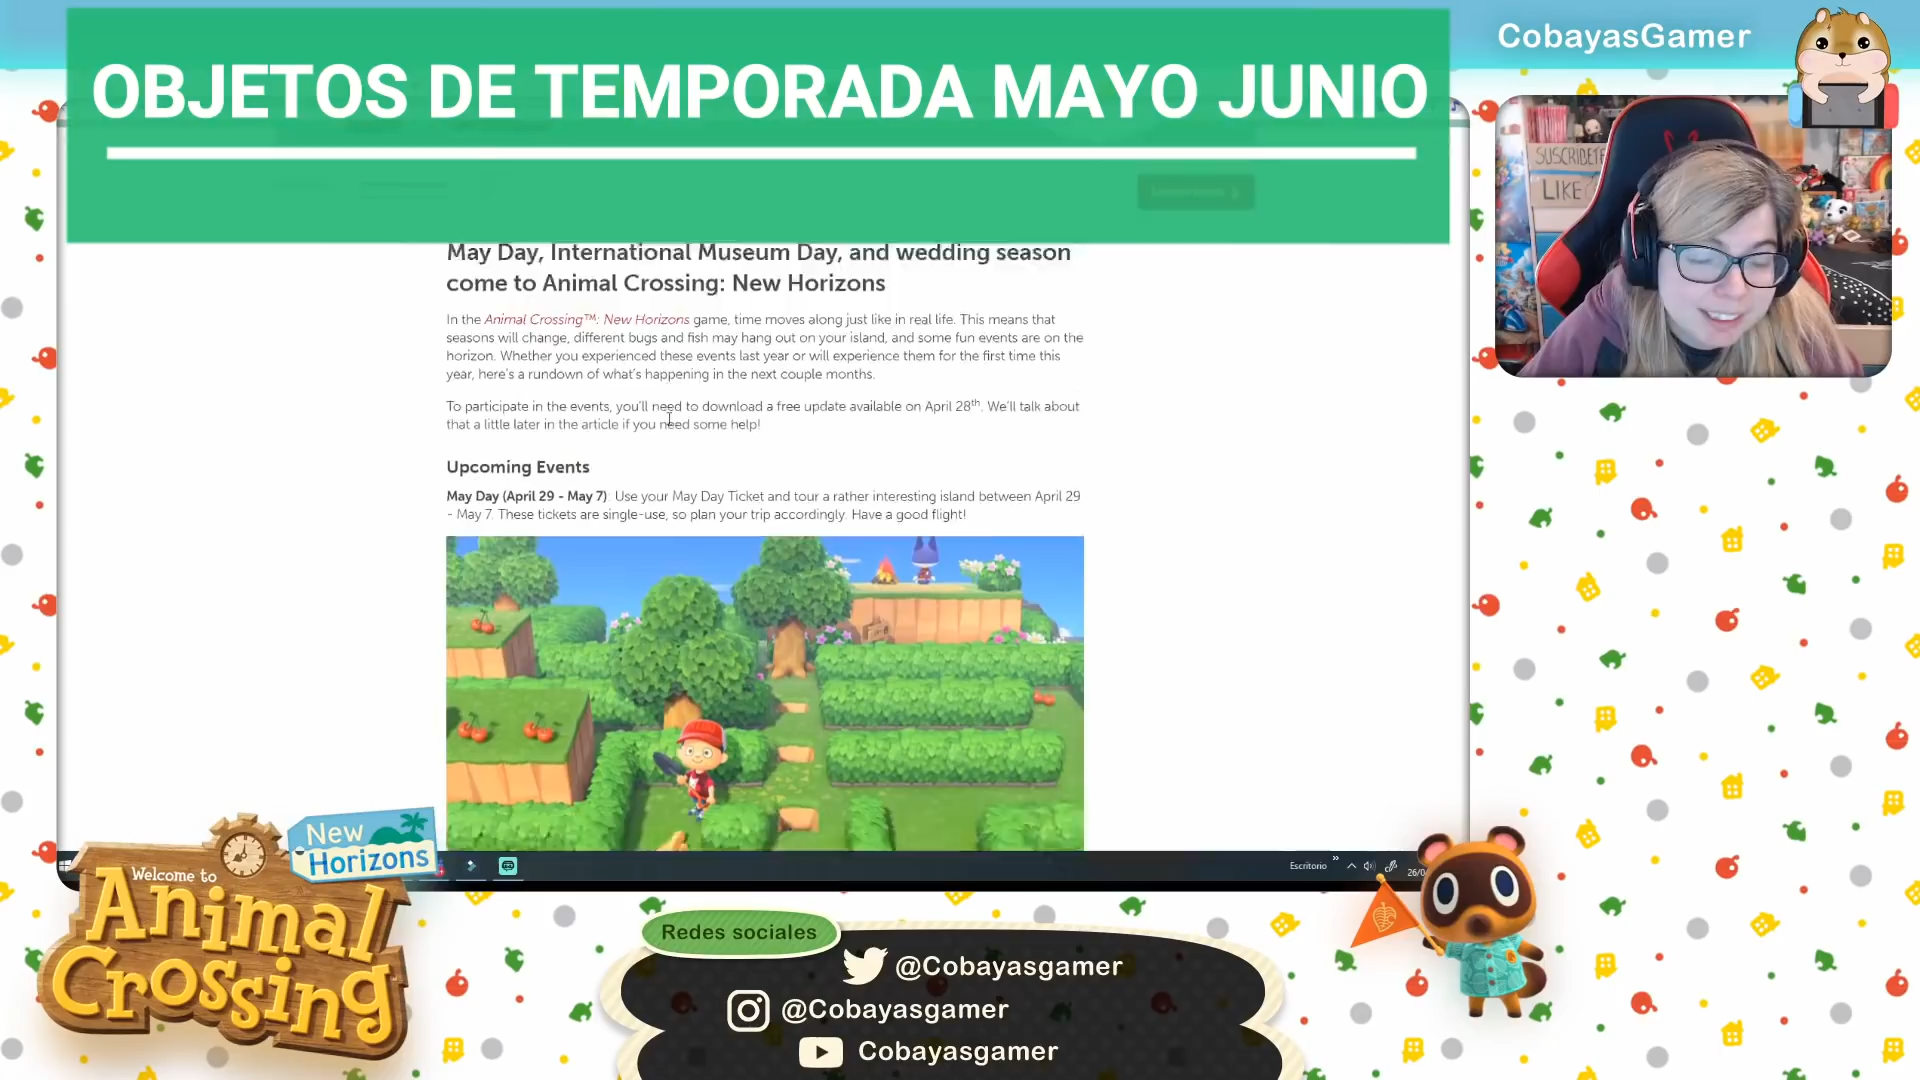 OBJETOS DE TEMPORADA MAYO JUNIO
CobayasGamer
SUSCRIBETE
LIKE
May Day, International Museum Day, and wedding season
come to Animal Crossing: New Horizons
In the Animal Crossing™: New Horizons game, time moves along just like in real life. This means that
seasons will change, different bugs and fish may hang out on your island, and some fun events are on the
horizon. Whether you experienced these events last year or will experience them for the first time this
year, here's a rundown of what's happening in the next couple months.
To participate in the events, you'll need to download a free update available on April 28th. We'll talk about
that a little later in the article if you need some help!
Upcoming Events
May Day (April 29 - May 7): Use your May Day Ticket and tour a rather interesting island between April 29
- May 7. These tickets are single-use, so plan your trip accordingly. Have a good flight!
Escritorio
26/0
Welcome to
Animal
Crossing
New
Horizons
Redes sociales
@Cobayasgamer
@Cobayasgamer
Cobayasgamer